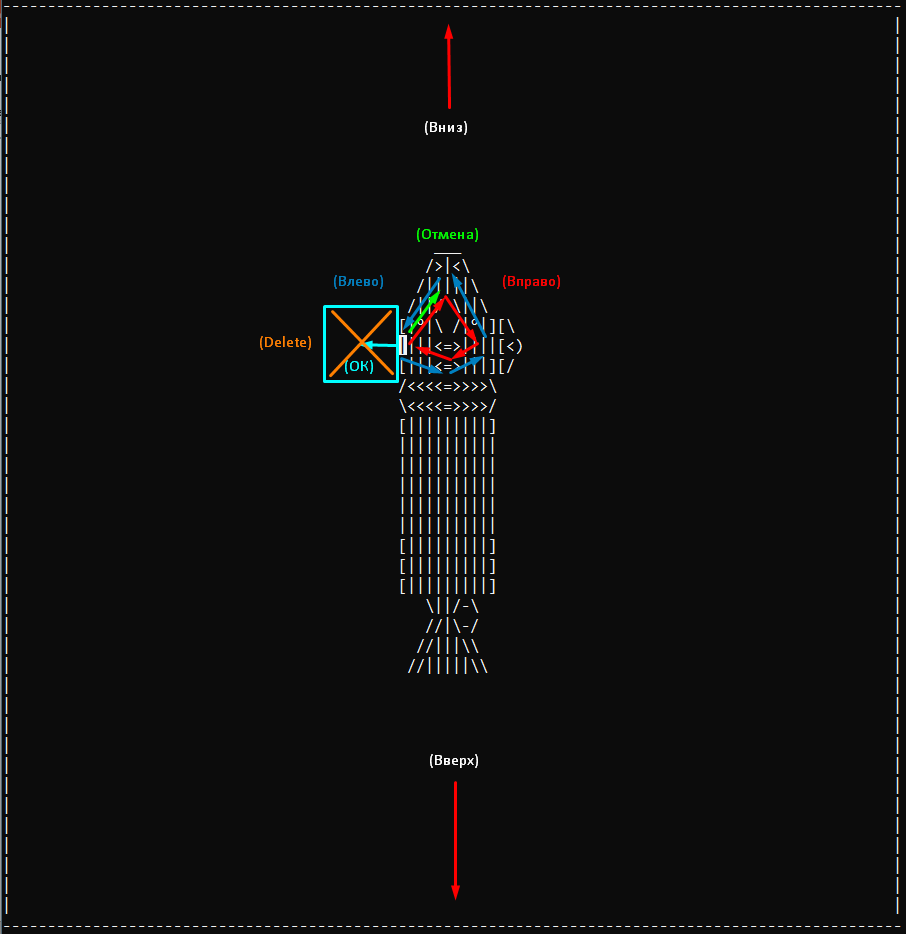 (Вниз)
(Отмена)
(Влево) (Вправо)
(Delete)
(OK)
(Вверх)